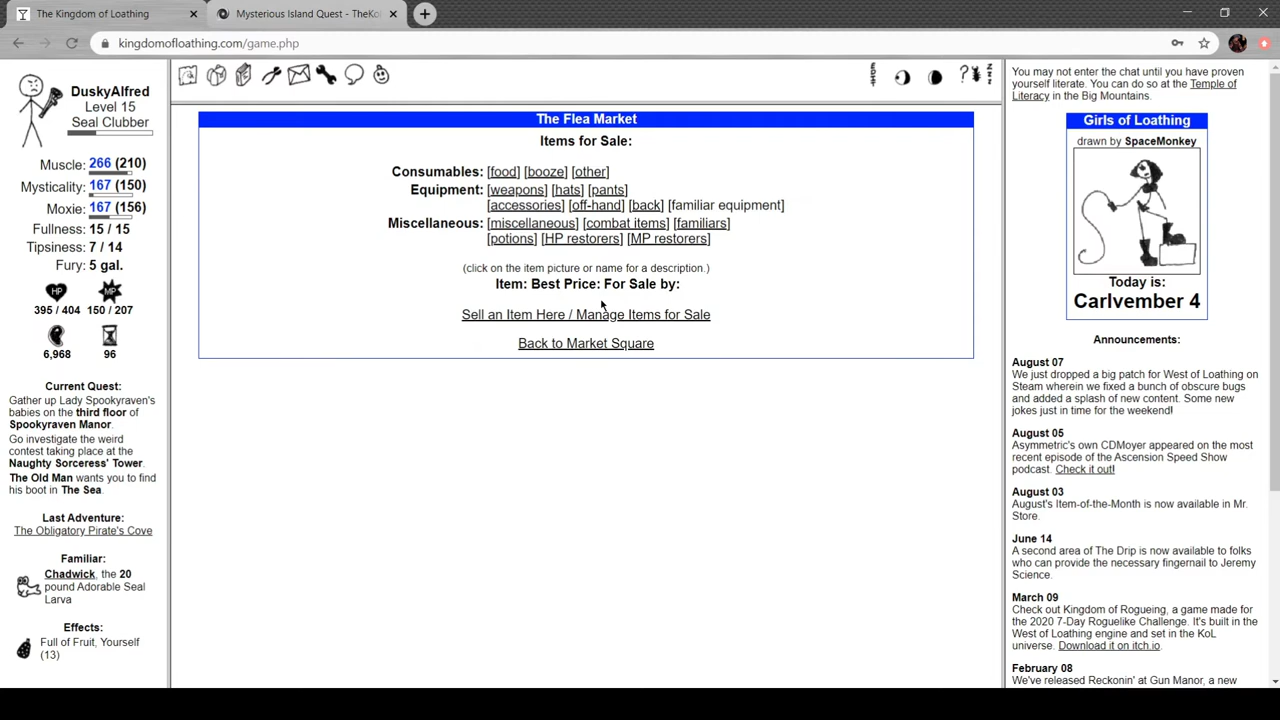 The Kingdom of Loathing
Mysterious Island Quest - TheKo
kingdomofloathing.com/game.php
DuskyAlfred
Level 15
Seal Clubber
Muscle: 266 (210)
Mysticality: 167 (150)
Moxie: 167 (156)
Fullness: 15 / 15
Tipsiness: 7 / 14
Fury: 5 gal.
HP
MP
395 / 404
150 / 207
6,968
96
Current Quest:
Gather up Lady Spookyraven's
babies on the third floor of
Spookyraven Manor.
Go investigate the weird
contest taking place at the
Naughty Sorceress' Tower.
The Old Man wants you to find
his boot in The Sea.
Last Adventure:
The Obligatory Pirate's Cove
Familiar:
Chadwick, the 20
pound Adorable Seal
Larva
Effects:
Full of Fruit, Yourself
(13)
The Flea Market
Items for Sale:
Consumables: [food] [booze] [other]
Equipment: [weapons] [hats] [pants]
[accessories] [off-hand] [back] [familiar equipment]
Miscellaneous: [miscellaneous] [combat items] [familiars]
[potions] [HP restorers] [MP restorers]
(click on the item picture or name for a description.)
Item: Best Price: For Sale by:
Sell an Item Here / Manage Items for Sale
Back to Market Square
You may not enter the chat until you have proven
yourself literate. You can do so at the Temple of
Literacy in the Big Mountains.
Girls of Loathing
drawn by SpaceMonkey
Today is:
Carlvember 4
Announcements:
August 07
We just dropped a big patch for West of Loathing on
Steam wherein we fixed a bunch of obscure bugs
and added a splash of new content. Some new
jokes just in time for the weekend!
August 05
Asymmetric's own CDMoyer appeared on the most
recent episode of the Ascension Speed Show
podcast. Check it out!
August 03
August's Item-of-the-Month is now available in Mr.
Store.
June 14
A second area of The Drip is now available to folks
who can provide the necessary fingernail to Jeremy
Science.
March 09
Check out Kingdom of Rogueing, a game made for
the 2020 7-Day Roguelike Challenge. It's built in the
West of Loathing engine and set in the KoL
universe. Download it on itch.io.
February 08
We've released Reckonin' at Gun Manor, a new